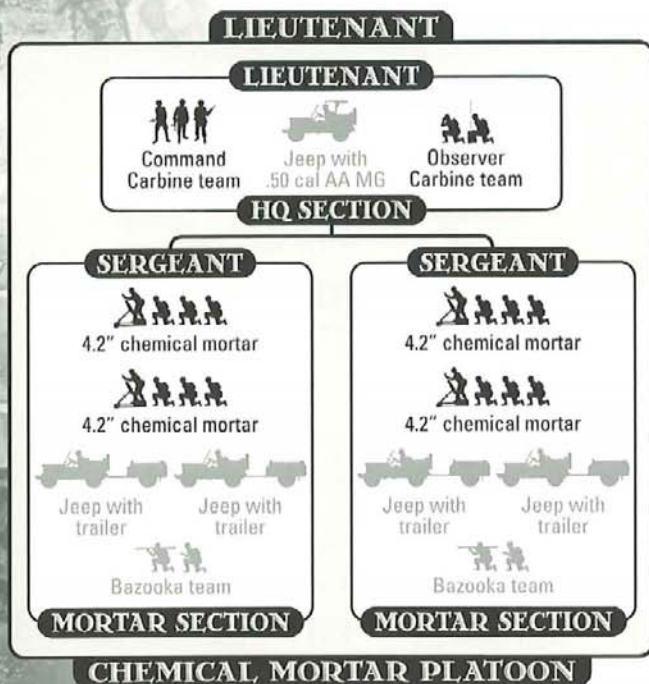 LIEUTENANT
LIEUTENANT
Command
Carbine team
Jeep with
.50 cal AA MG
Observer
Carbine team
HQ SECTION
SERGEANT
4.2" chemical mortar
4.2" chemical mortar
Jeep with
trailer
Jeep with
trailer
Bazooka team
MORTAR SECTION
SERGEANT
4.2" chemical mortar
4.2" chemical mortar
Jeep with
trailer
Jeep with
trailer
Bazooka team
MORTAR SECTION
CHEMICAL MORTAR PLATOON